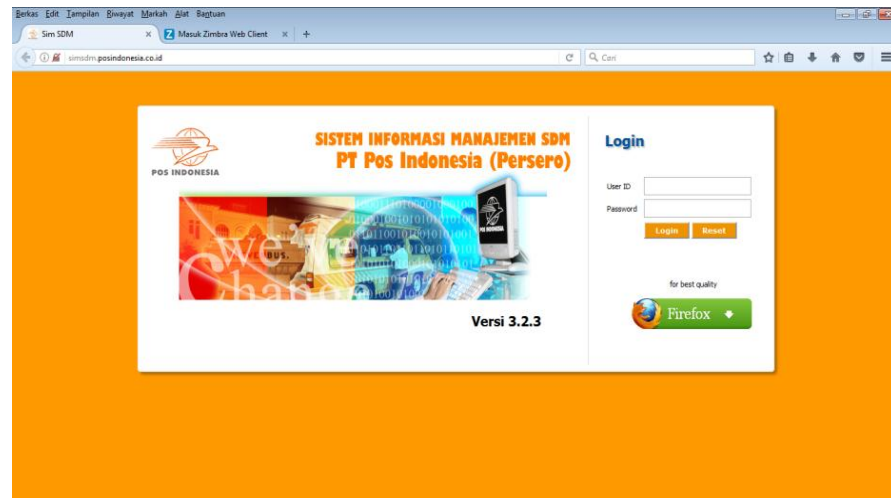 Berkas Edit Tampilan Riwayat Markah Alat Bantuan
Sim SDM
Masuk Zimbra Web Client
simsdm.posindonesia.co.id
Cari
POS INDONESIA
SISTEM INFORMASI MANAJEMEN SDM
PT Pos Indonesia (Persero)
we're
Versi 3.2.3
Login
User ID
Password
Login Reset
for best quality
Firefox